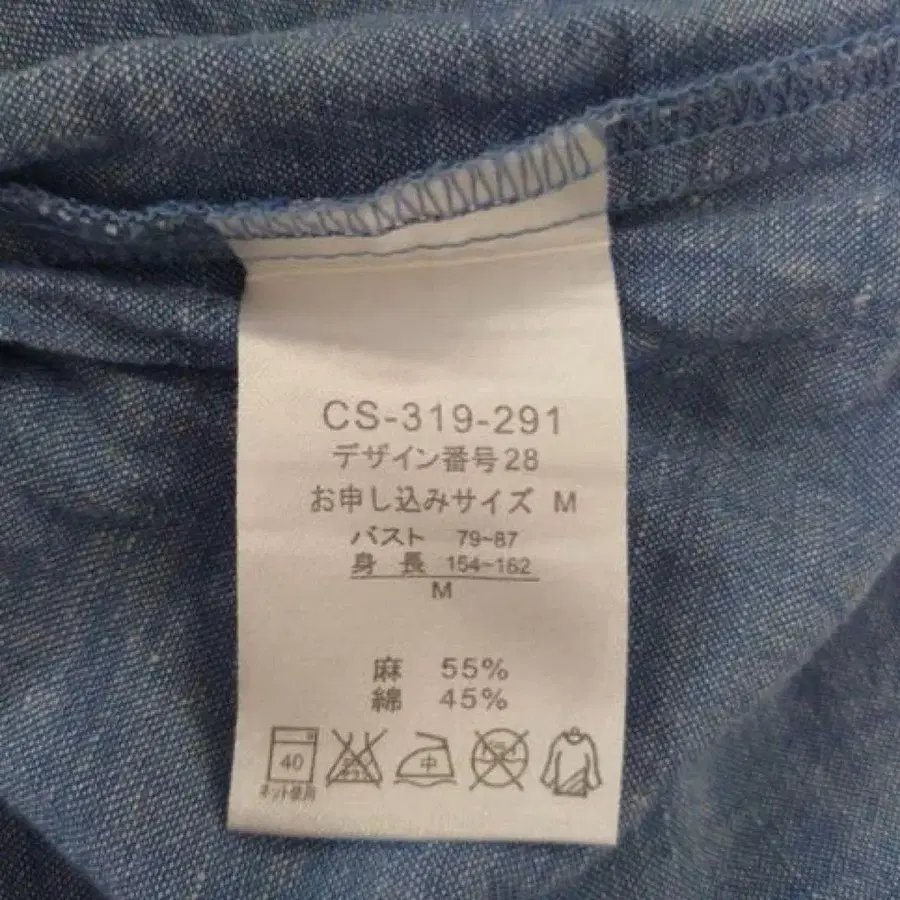 CS-319-291
デザイン番号28
お申し込みサイズ M
バスト 79~87
身長 154~162
M
麻 55%
綿 45%
40 中
ネット使用